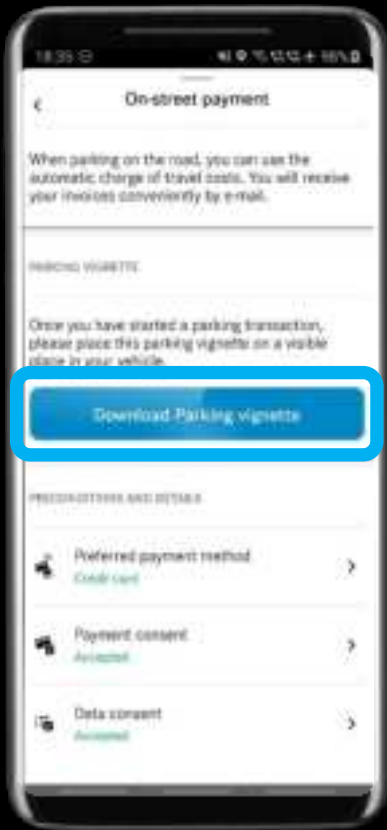 18:35
On-street payment
When parking on the road, you can use the
automatic charge of travel costs. You will receive
your invoices conveniently by e-mail.
PARKING VIGNETTE
Once you have started a parking transaction,
please place this parking vignette on a visible
place in your vehicle.
Download Parking vignette
PRECONDITIONS AND DETAILS
Preferred payment method
Credit card
Payment consent
Accepted
Data consent
Accepted